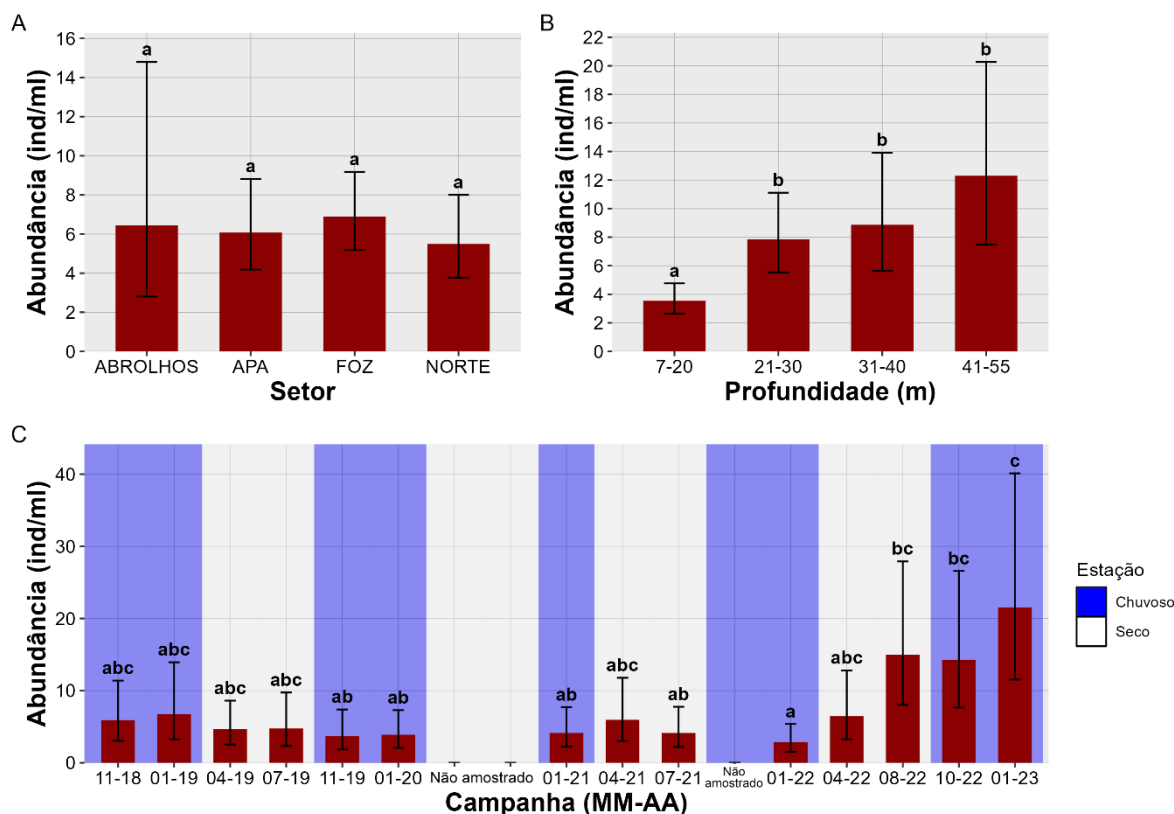 A
Abundância (ind/ml)
16
14
12
10
8
6
4
2
0
a
a
a
a
ABROLHOS APA FOZ NORTE
Setor
B
Abundância (ind/ml)
22
20
18
16
14
12
10
8
6
4
2
0
a
b
b
b
7-20 21-30 31-40 41-55
Profundidade (m)
C
Abundância (ind/ml)
40
30
20
10
0
abc abc abc abc ab ab ab abc ab a abc bc bc c
11-18 01-19 04-19 07-19 11-19 01-20 Não amostrado 01-21 04-21 07-21 Não amostrado 01-22 04-22 08-22 10-22 01-23
Campanha (MM-AA)
Estação
Chuvoso
Seco